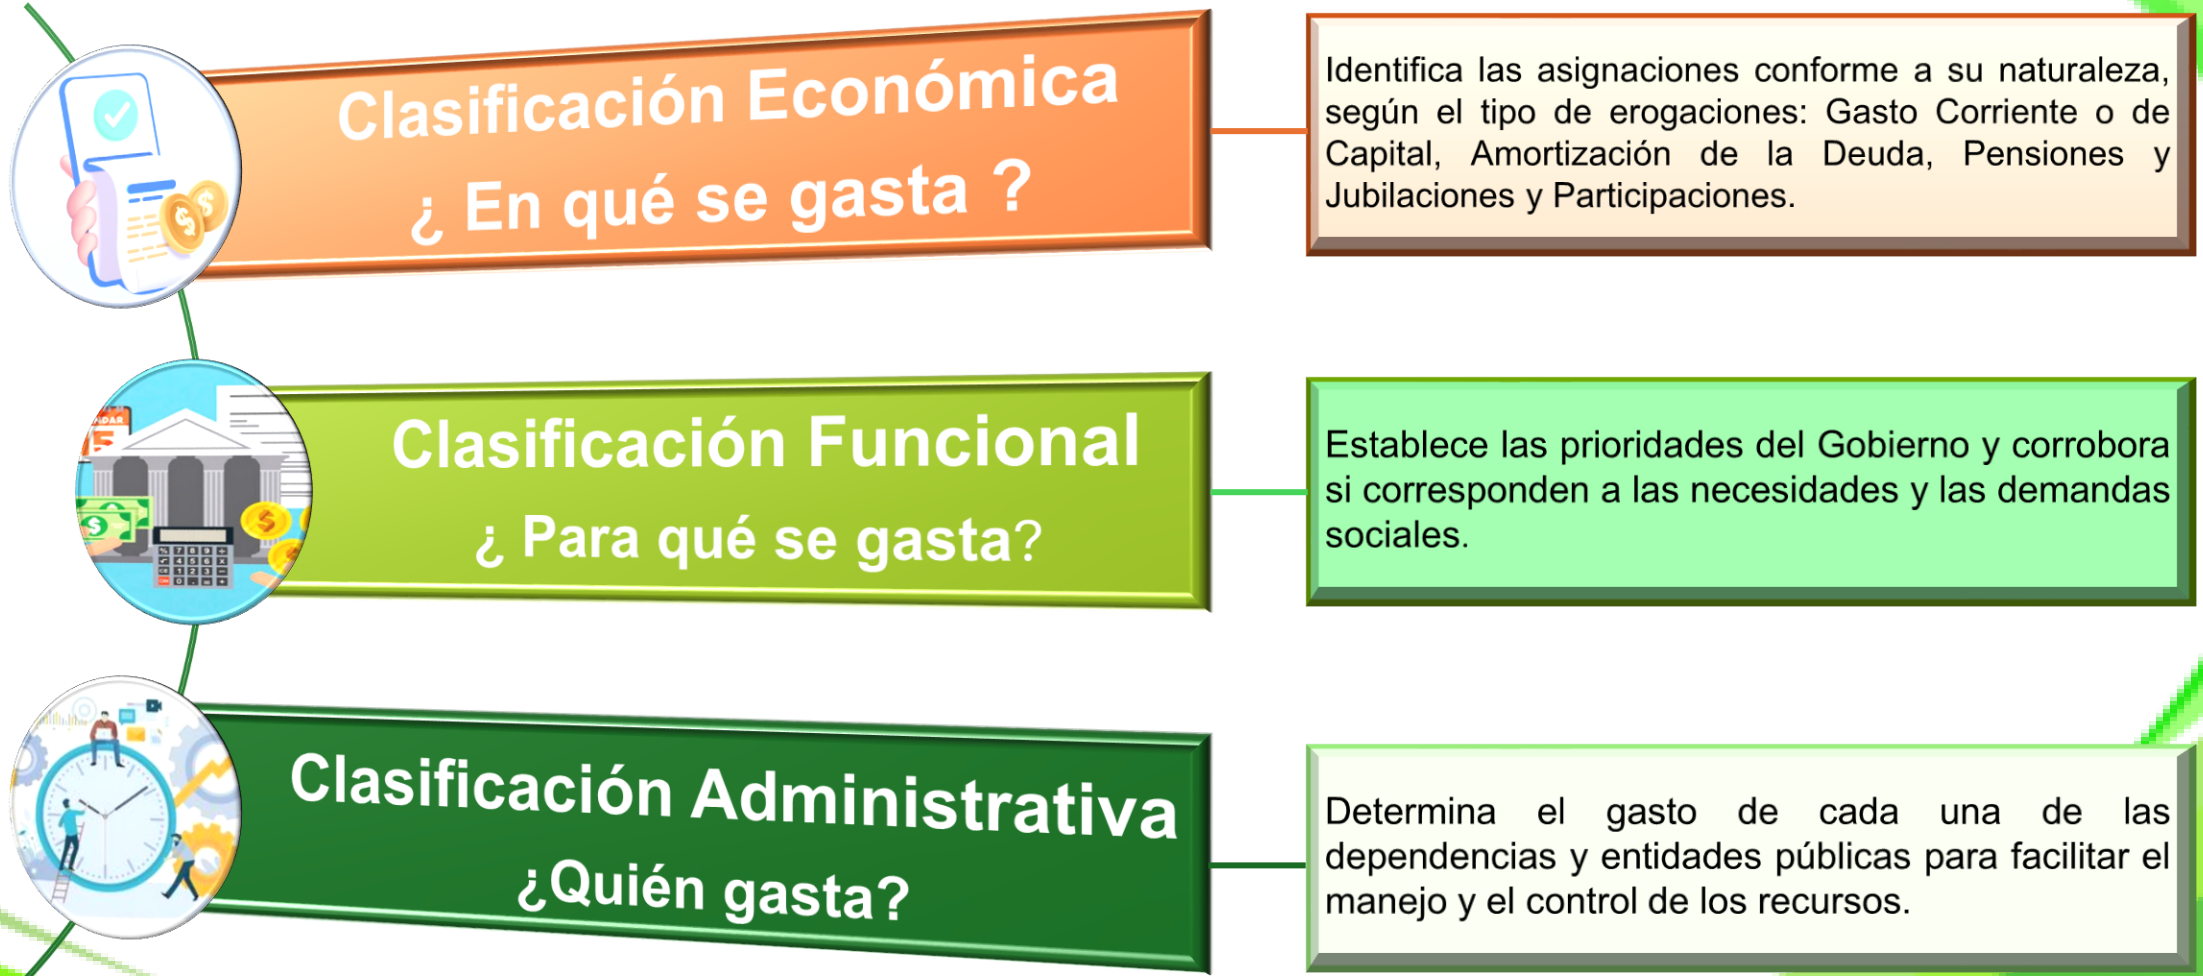 Clasificación Económica
¿ En qué se gasta ?
Identifica las asignaciones conforme a su naturaleza,
según el tipo de erogaciones: Gasto Corriente o de
Capital, Amortización de la Deuda, Pensiones y
Jubilaciones y Participaciones.
Clasificación Funcional
¿ Para qué se gasta?
Establece las prioridades del Gobierno y corrobora
si corresponden a las necesidades y las demandas
sociales.
Clasificación Administrativa
¿Quién gasta?
Determina el gasto de cada una de las
dependencias y entidades públicas para facilitar el
manejo y el control de los recursos.